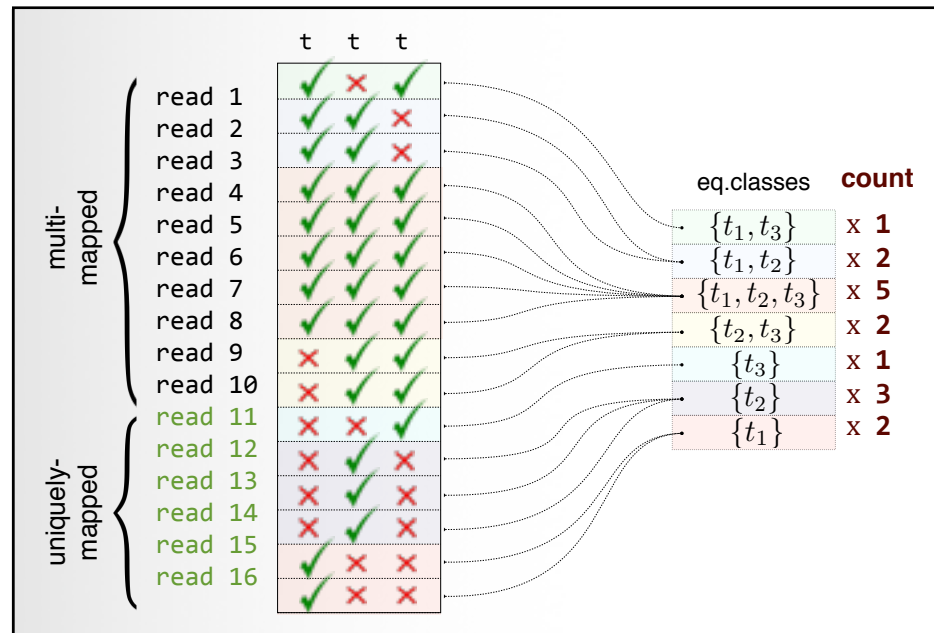 t t t
multi-
mapped
read 1
read 2
read 3
read 4
read 5
read 6
read 7
read 8
read 9
read 10
uniquely-
mapped
read 11
read 12
read 13
read 14
read 15
read 16
eq.classes count
{t₁, t₃} x 1
{t₁, t₂} x 2
{t₁, t₂, t₃} x 5
{t₂, t₃} x 2
{t₃} x 1
{t₂} x 3
{t₁} x 2